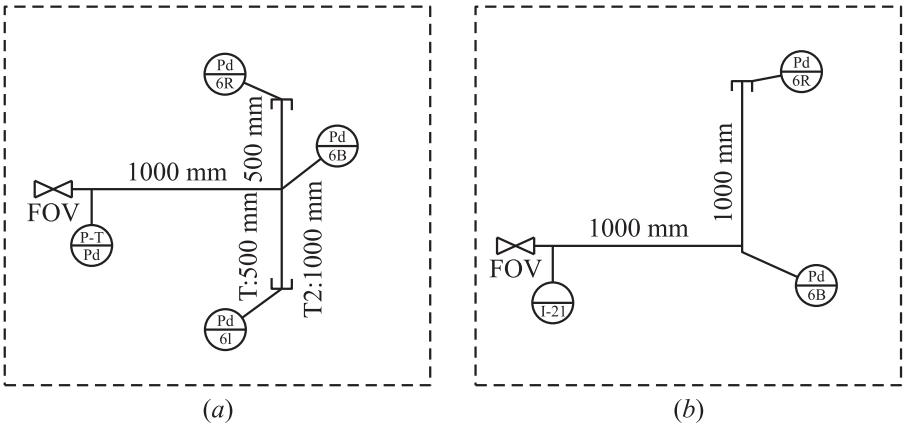 Pd
6R
500 mm
Pd
6B
1000 mm
FOV
P-T
Pd
T:500 mm
T2:1000 mm
Pd
6I
(a)
Pd
6R
1000 mm
1000 mm
FOV
I-21
Pd
6B
(b)